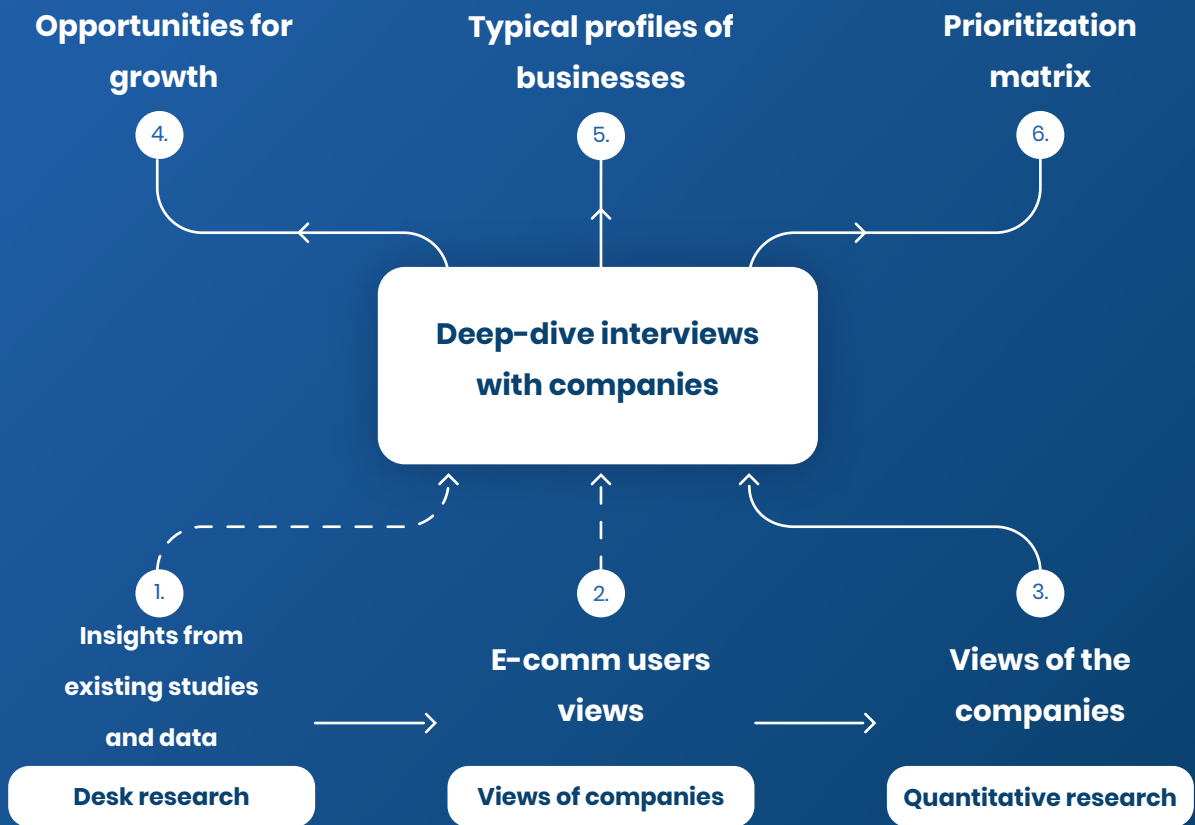 Opportunities for
growth
Typical profiles of
businesses
Prioritization
matrix
4.
5.
6.
Deep-dive interviews
with companies
1.
2.
3.
Insights from
existing studies
and data
E-comm users
views
Views of the
companies
Desk research
Views of companies
Quantitative research